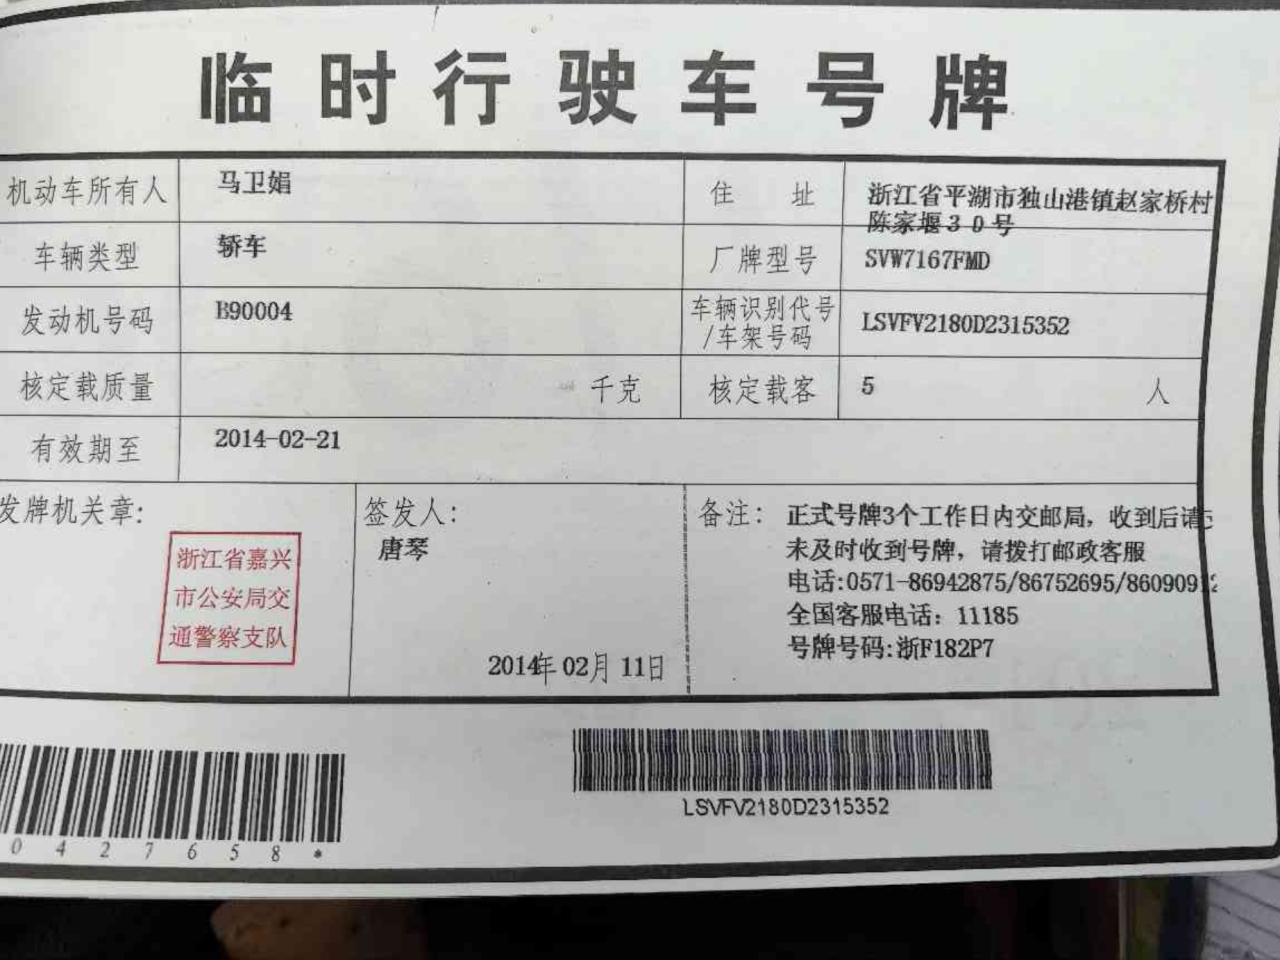 临时行驶车号牌
机动车所有人 马卫娟 住 址 浙江省平湖市独山港镇赵家桥村
陈家堰30号
车辆类型 轿车 厂牌型号 SVW7167FMD
发动机号码 B90004 车辆识别代号
/车架号码 LSVFV2180D2315352
核定载质量 千克 核定载客 5 人
有效期至 2014-02-21
发牌机关章:
浙江省嘉兴
市公安局交
通警察支队
签发人:
唐琴
2014年02月11日
备注: 正式号牌3个工作日内交邮局,收到后请
未及时收到号牌,请拨打邮政客服
电话:0571-86942875/86752695/8609091
全国客服电话: 11185
号牌号码:浙F182P7
0427658*
LSVFV2180D2315352